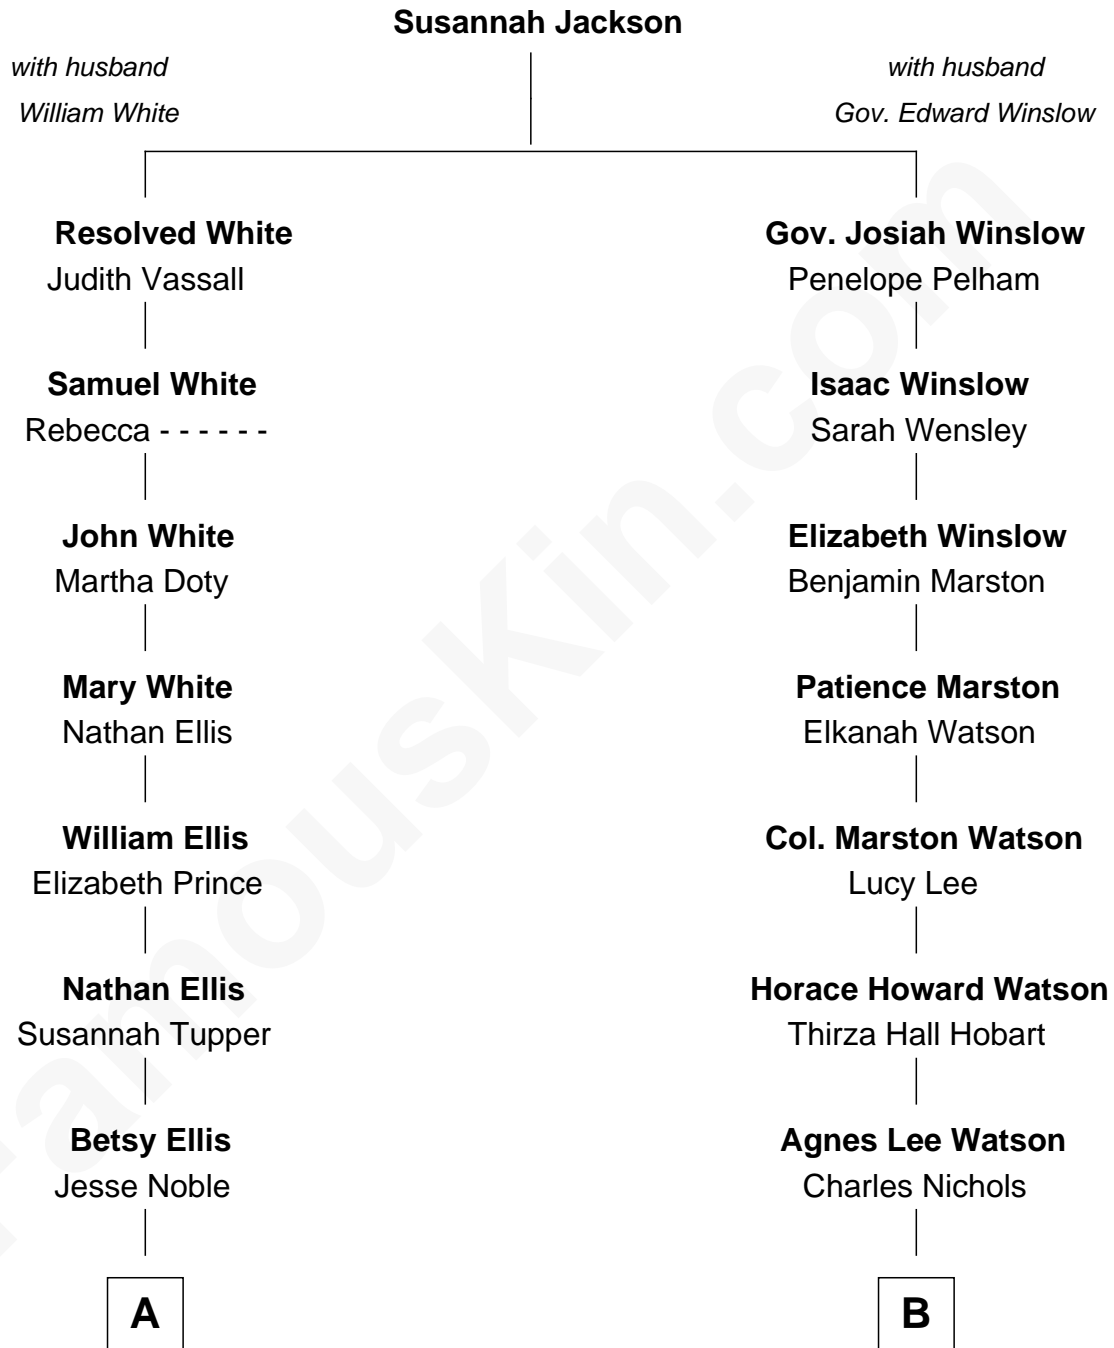 Susannah Jackson
with husband
William White
with husband
Gov. Edward Winslow
Resolved White
Judith Vassall
Gov. Josiah Winslow
Penelope Pelham
Samuel White
Rebecca - - - - - -
Isaac Winslow
Sarah Wensley
John White
Martha Doty
Elizabeth Winslow
Benjamin Marston
Mary White
Nathan Ellis
Patience Marston
Elkanah Watson
William Ellis
Elizabeth Prince
Col. Marston Watson
Lucy Lee
Nathan Ellis
Susannah Tupper
Horace Howard Watson
Thirza Hall Hobart
Betsy Ellis
Jesse Noble
Agnes Lee Watson
Charles Nichols
A
B
FamousKin.com